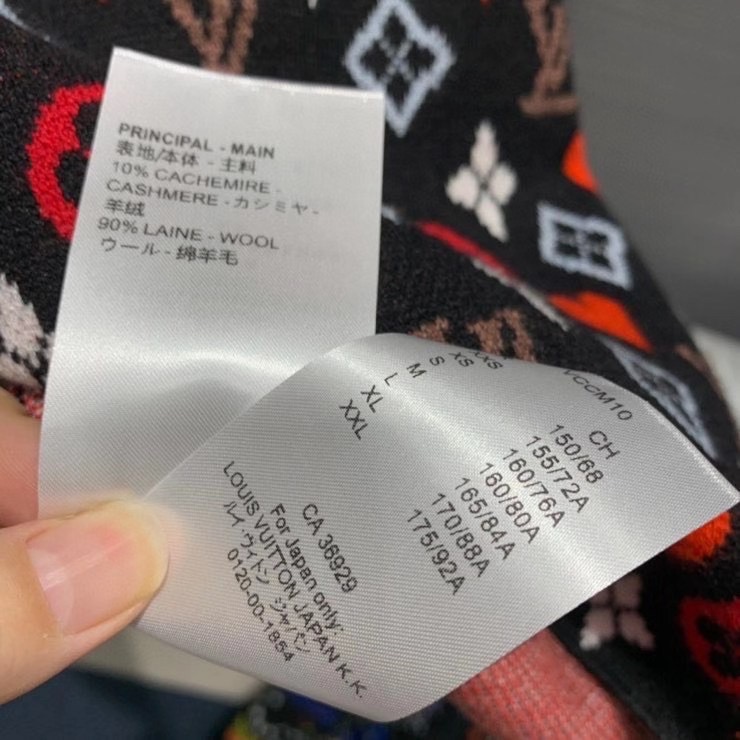 PRINCIPAL - MAIN
表地/本体 - 主料
10% CACHEMIRE -
CASHMERE - カシミヤ -
羊绒
90% LAINE - WOOL
ウール - 绵羊毛
VCCM10
CH
XXS 150/68
XS 155/72A
S 160/76A
M 160/80A
L 165/84A
XL 170/88A
XXL 175/92A
CA 36929
For Japan only:
LOUIS VUITTON JAPAN K.K.
ルイ ヴィトン ジャパン
0120-00-1854